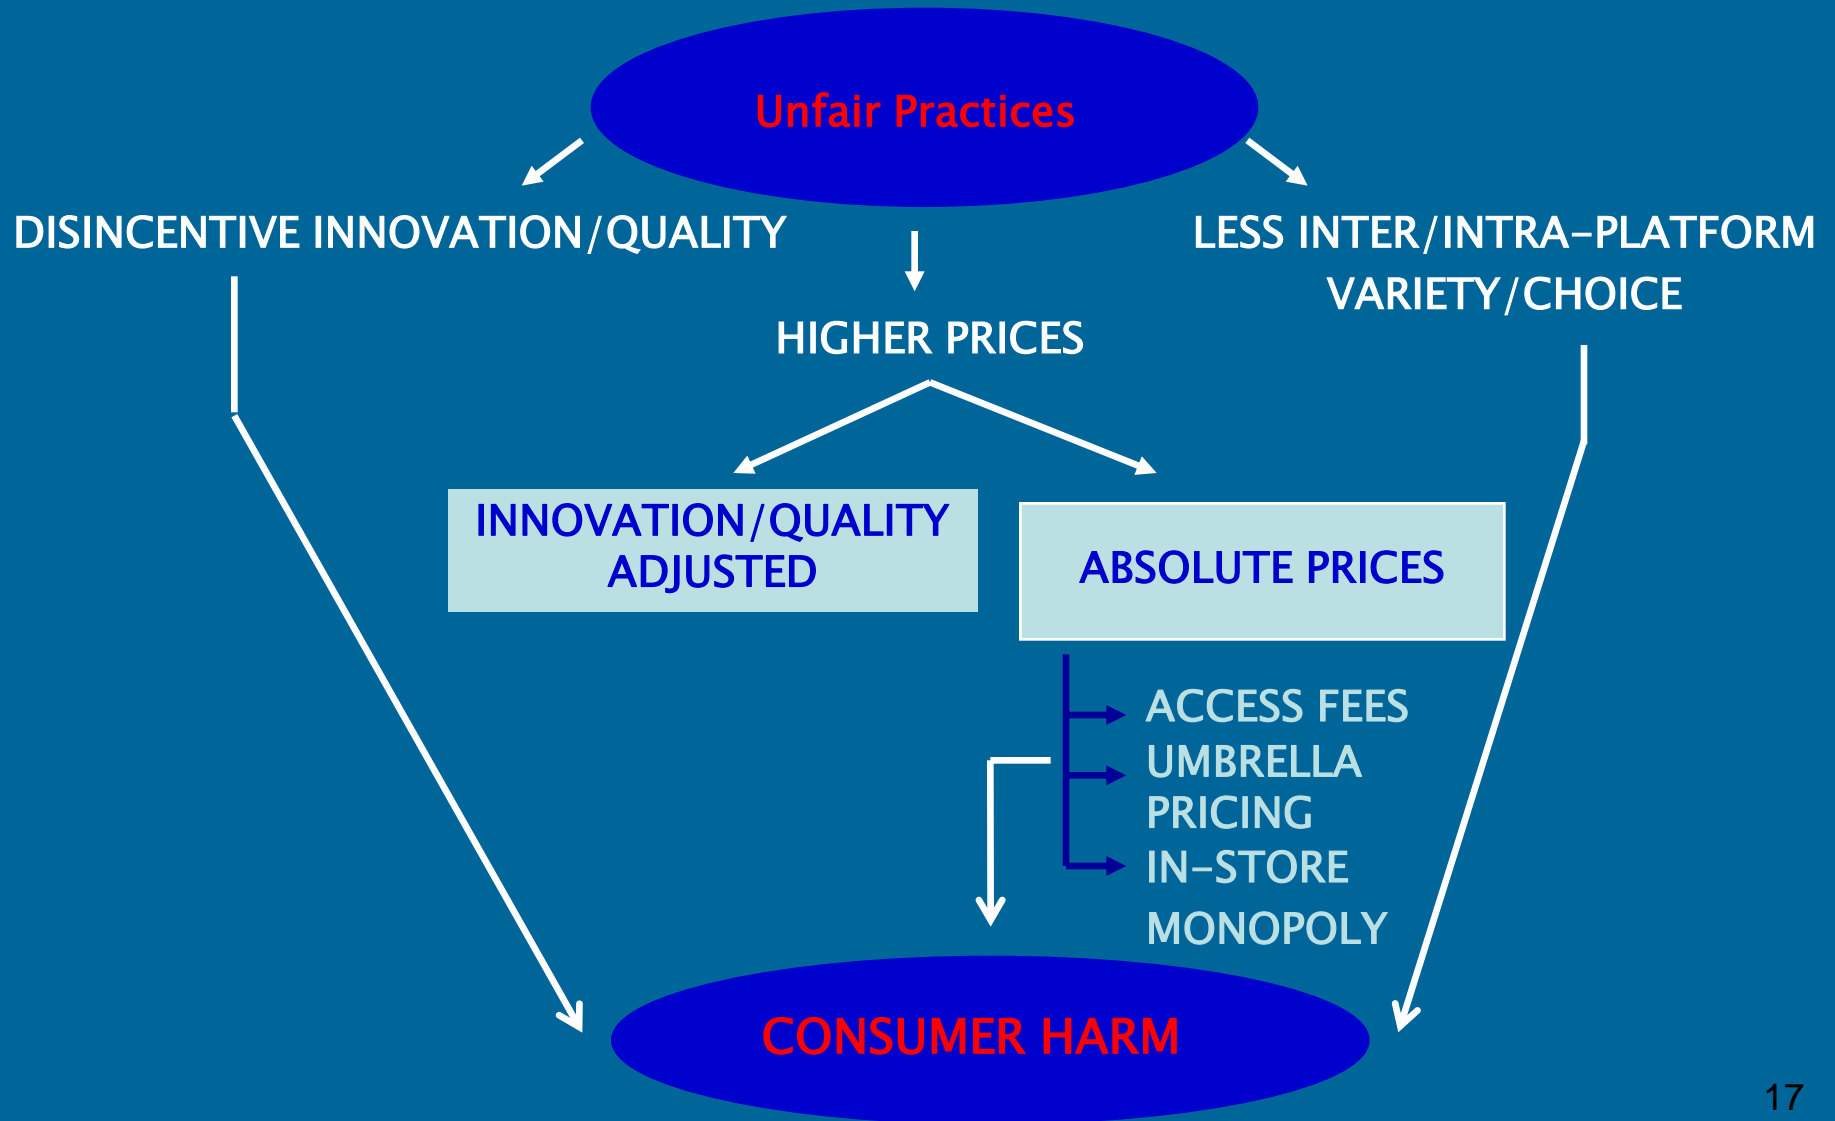 Unfair Practices
DISINCENTIVE INNOVATION/QUALITY
LESS INTER/INTRA-PLATFORM
VARIETY/CHOICE
HIGHER PRICES
INNOVATION/QUALITY
ADJUSTED
ABSOLUTE PRICES
ACCESS FEES
UMBRELLA
PRICING
IN-STORE
MONOPOLY
CONSUMER HARM
17